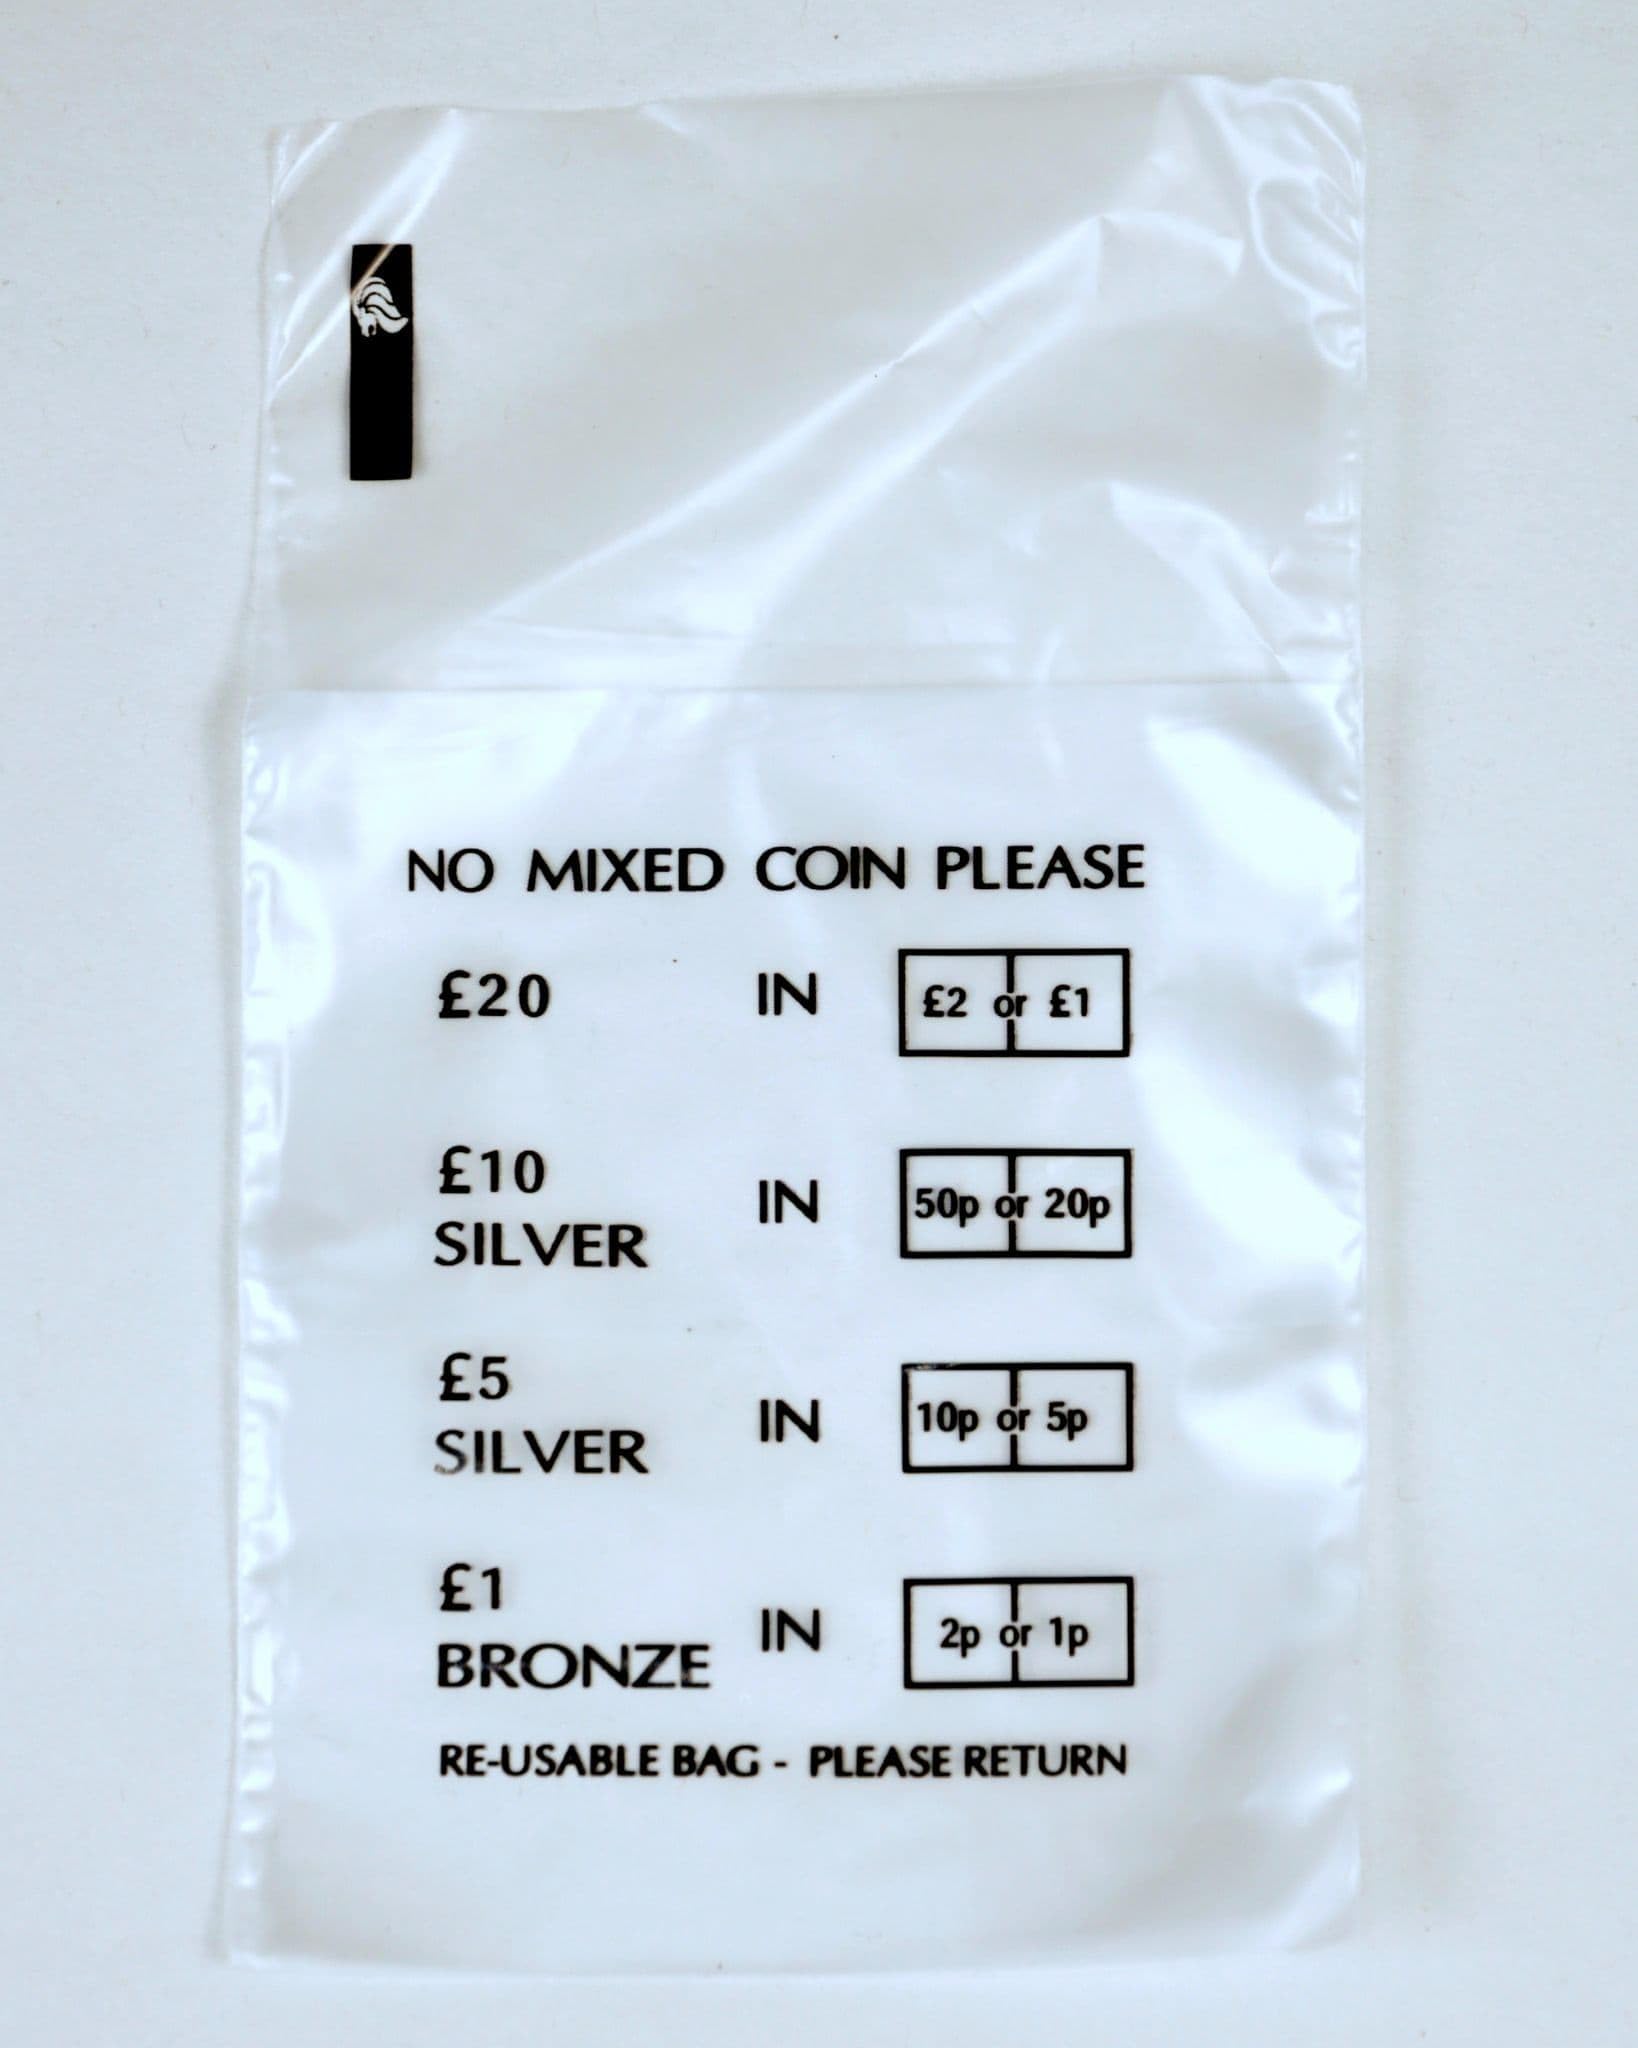 NO MIXED COIN PLEASE
£20 IN £2 or £1
£10
SILVER IN 50p or 20p
£5
SILVER IN 10p or 5p
£1
BRONZE IN 2p or 1p
RE-USABLE BAG - PLEASE RETURN